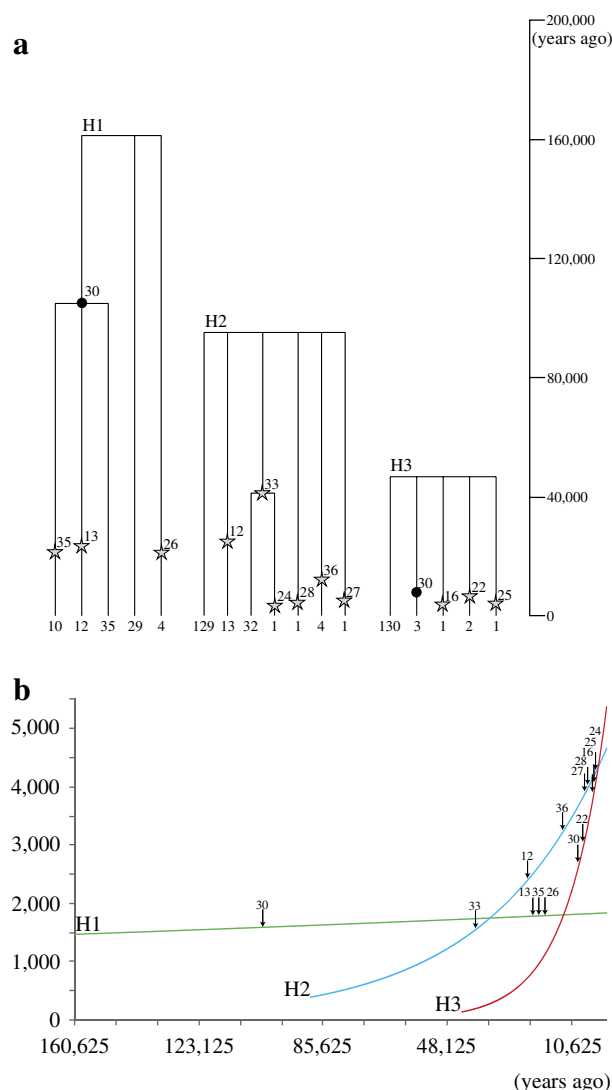 a
200,000
(years ago)
160,000
120,000
80,000
40,000
0
H1
30
35
13
26
H2
33
12
36
24
28
27
H3
30
16
22
25
10 12 35 29 4 129 13 32 1 1 4 1 130 3 1 2 1
b
5,000
4,000
3,000
2,000
1,000
0
24
25
16
28
27
36
22
30
12
13 35 26
33
30
H1
H2
H3
160,625 123,125 85,625 48,125 10,625
(years ago)